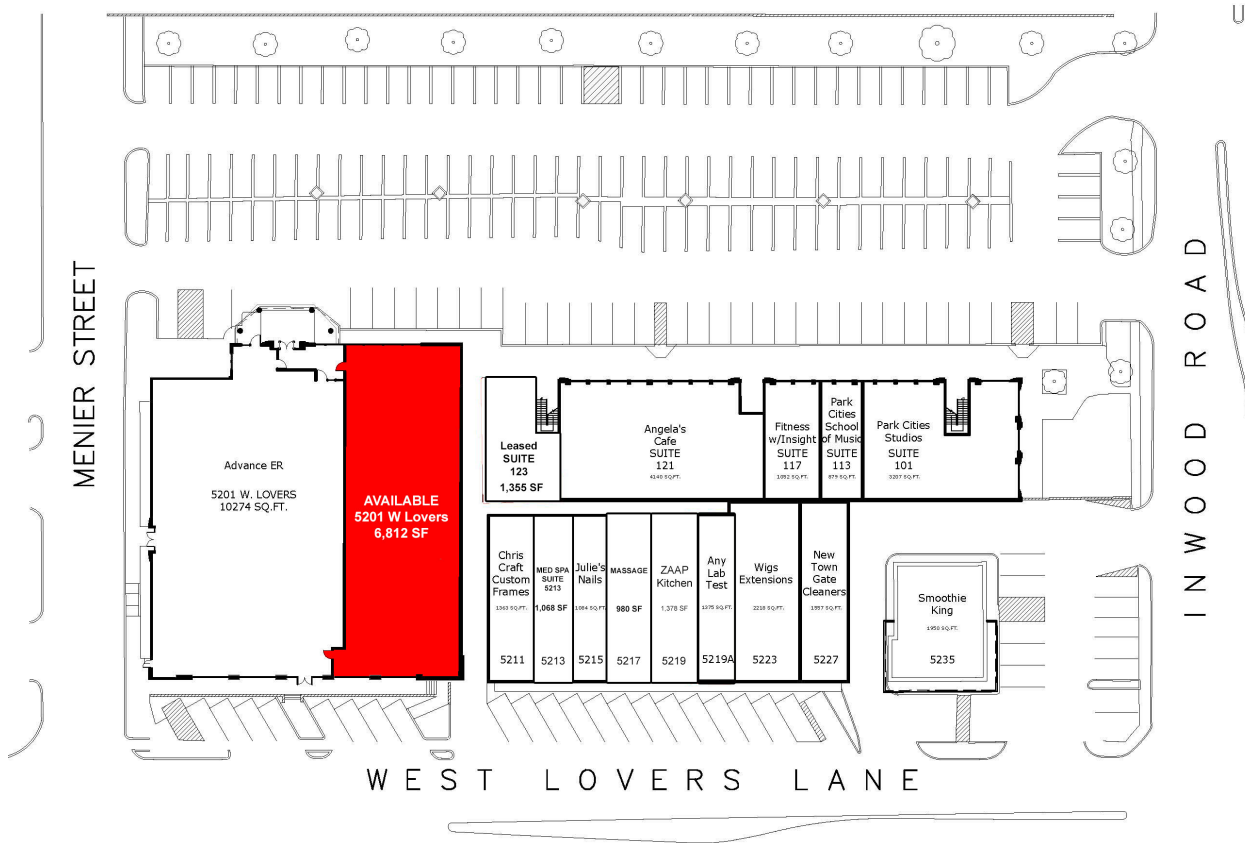 MENIER STREET
Advance ER
5201 W. LOVERS
10274 SQ.FT.
AVAILABLE
5201 W Lovers
6,812 SF
Leased
SUITE
123
1,355 SF
Angela's
Cafe
SUITE
121
4140 SQ.FT.
Fitness
w/Insight
SUITE
117
1092 SQ.FT.
Park
Cities
School
of Music
SUITE
113
879 SQ.FT.
Park Cities
Studios
SUITE
101
3207 SQ.FT.
Chris
Craft
Custom
Frames
1363 SQ.FT.
5211
MED SPA
SUITE
5213
1,068 SF
5213
Julie's
Nails
1084 SQ.FT.
5215
MASSAGE
980 SF
5217
ZAAP
Kitchen
1,378 SF
5219
Any
Lab
Test
1375 SQ.FT.
5219A
Wigs
Extensions
2218 SQ.FT.
5223
New
Town
Gate
Cleaners
1957 SQ.FT.
5227
Smoothie
King
1950 SQ.FT.
5235
INWOOD ROAD
WEST LOVERS LANE